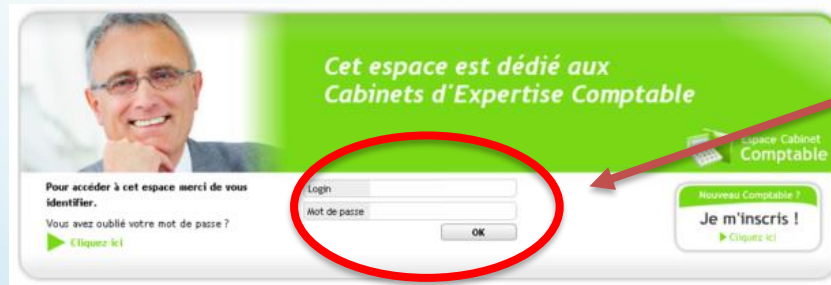 Cet espace est dédié aux
Cabinets d'Expertise Comptable
Espace Cabinet
Comptable
Pour accéder à cet espace merci de vous
identifier.
Vous avez oublié votre mot de passe ?
Cliquez ici
Login
Mot de passe
OK
Nouveau Comptable ?
Je m'inscris !
Cliquez ici